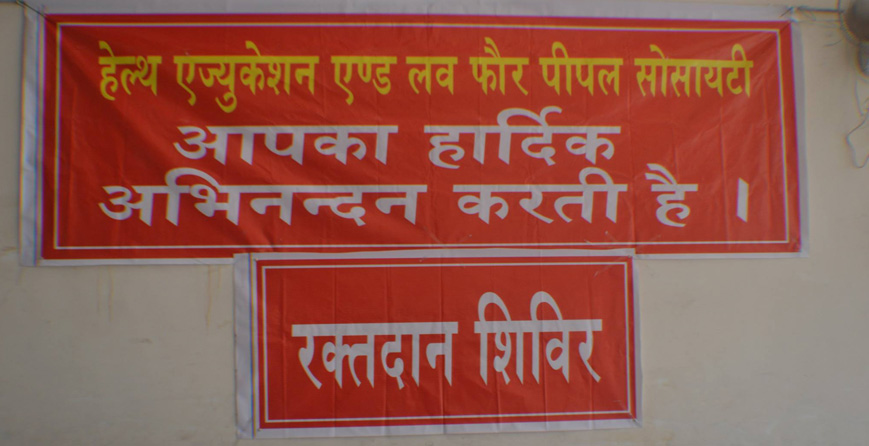 हेल्थ एज्युकेशन एण्ड लव फौर पीपल सोसायटी
आपका हार्दिक
अभिनन्दन करती है ।
रक्तदान शिविर